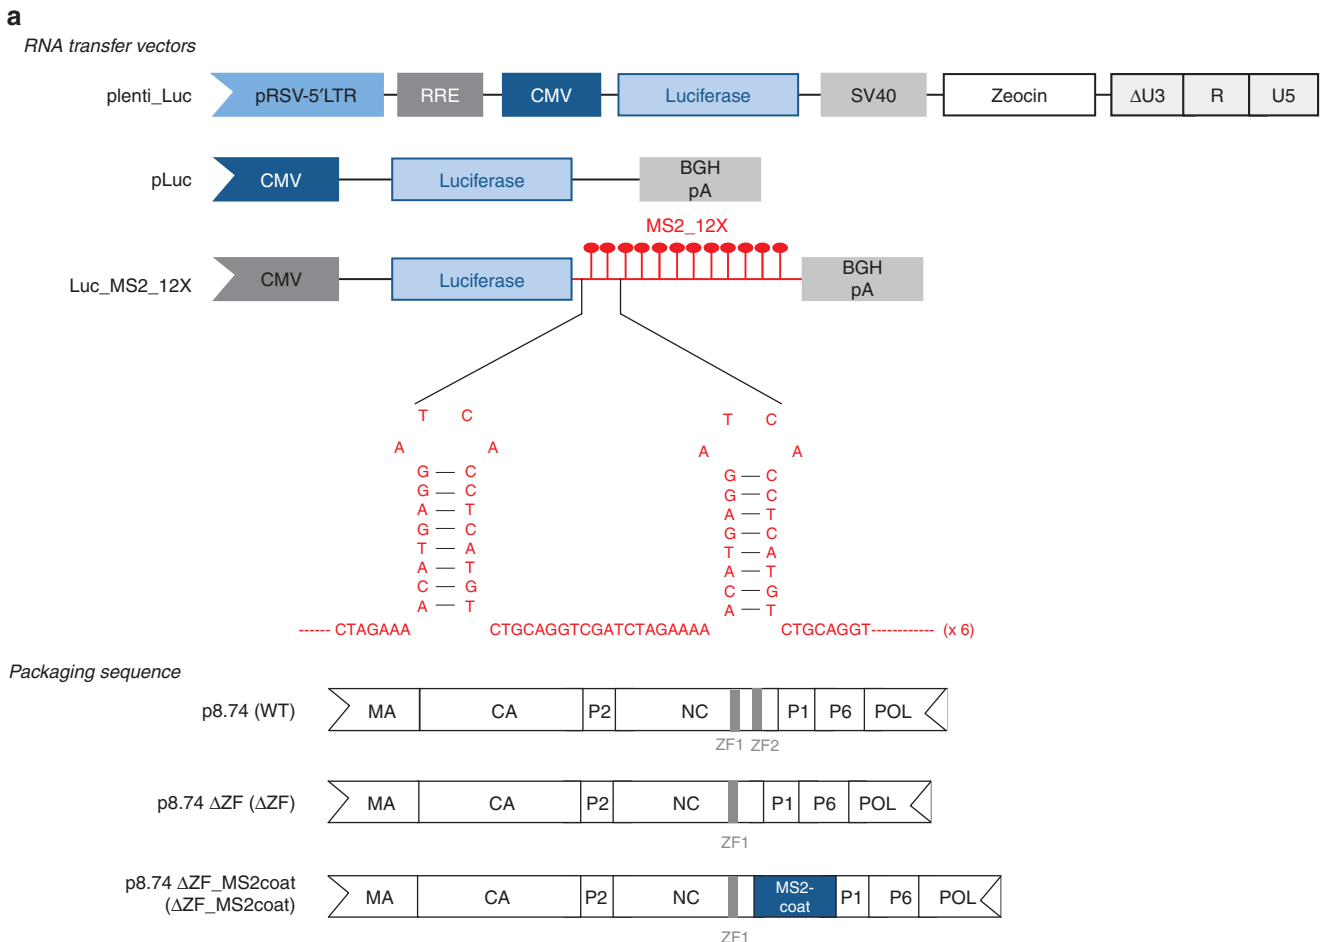 a
RNA transfer vectors
plenti_Luc pRSV-5′LTR RRE CMV Luciferase SV40 Zeocin ΔU3 R U5
pLuc CMV Luciferase BGH pA
MS2_12X
Luc_MS2_12X CMV Luciferase BGH pA
T C T C
A A A A
G C G C
G C G C
A T A T
G C G C
T A T A
A T A T
C G C G
A T A T
------ CTAGAAA CTGCAGGTCGATCTAGAAAA CTGCAGGT------------ (x 6)
Packaging sequence
p8.74 (WT) MA CA P2 NC P1 P6 POL
ZF1 ZF2
p8.74 ΔZF (ΔZF) MA CA P2 NC P1 P6 POL
ZF1
p8.74 ΔZF_MS2coat
(ΔZF_MS2coat) MA CA P2 NC MS2-coat P1 P6 POL
ZF1